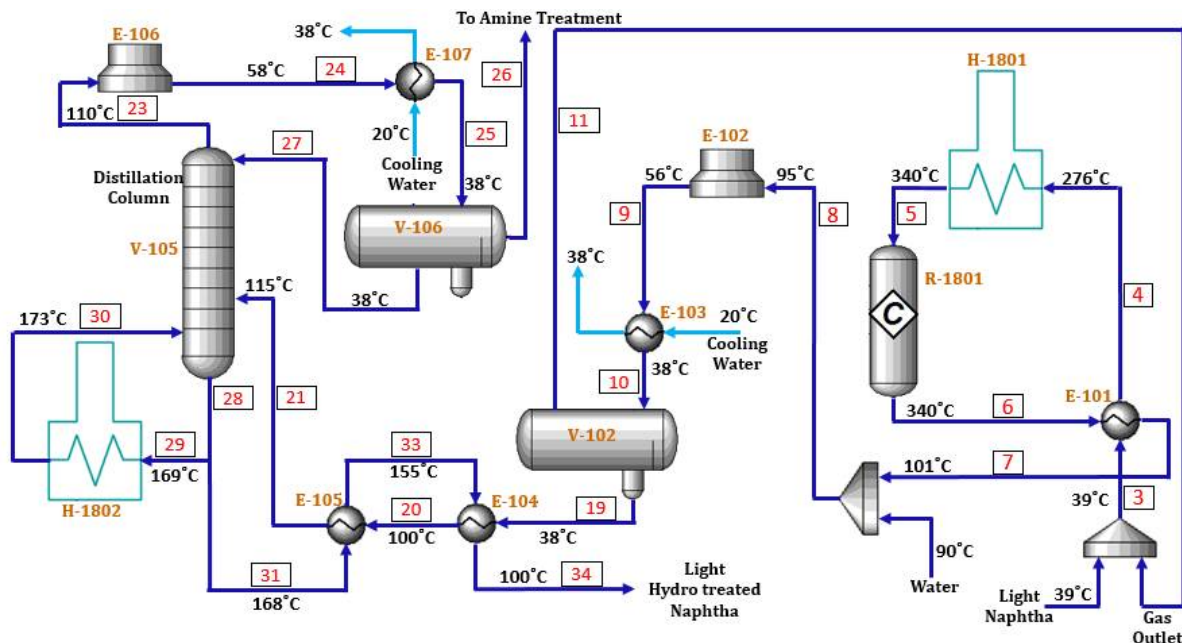 To Amine Treatment
E-106
38°C
E-107
H-1801
58°C
24
26
23
110°C
11
27
20°C
25
E-102
Cooling
Water
56°C
95°C
340°C
276°C
Distillation
Column
38°C
9
8
5
V-106
V-105
38°C
R-1801
115°C
38°C
4
C
173°C
30
E-103
20°C
Cooling
Water
38°C
10
28
21
E-101
33
V-102
340°C
6
29
155°C
169°C
101°C
7
E-105
20
E-104
19
39°C
3
H-1802
100°C
38°C
90°C
31
100°C
34
Light
Hydro treated
Naphtha
Water
Light
Naphtha
39°C
Gas
Outlet
168°C